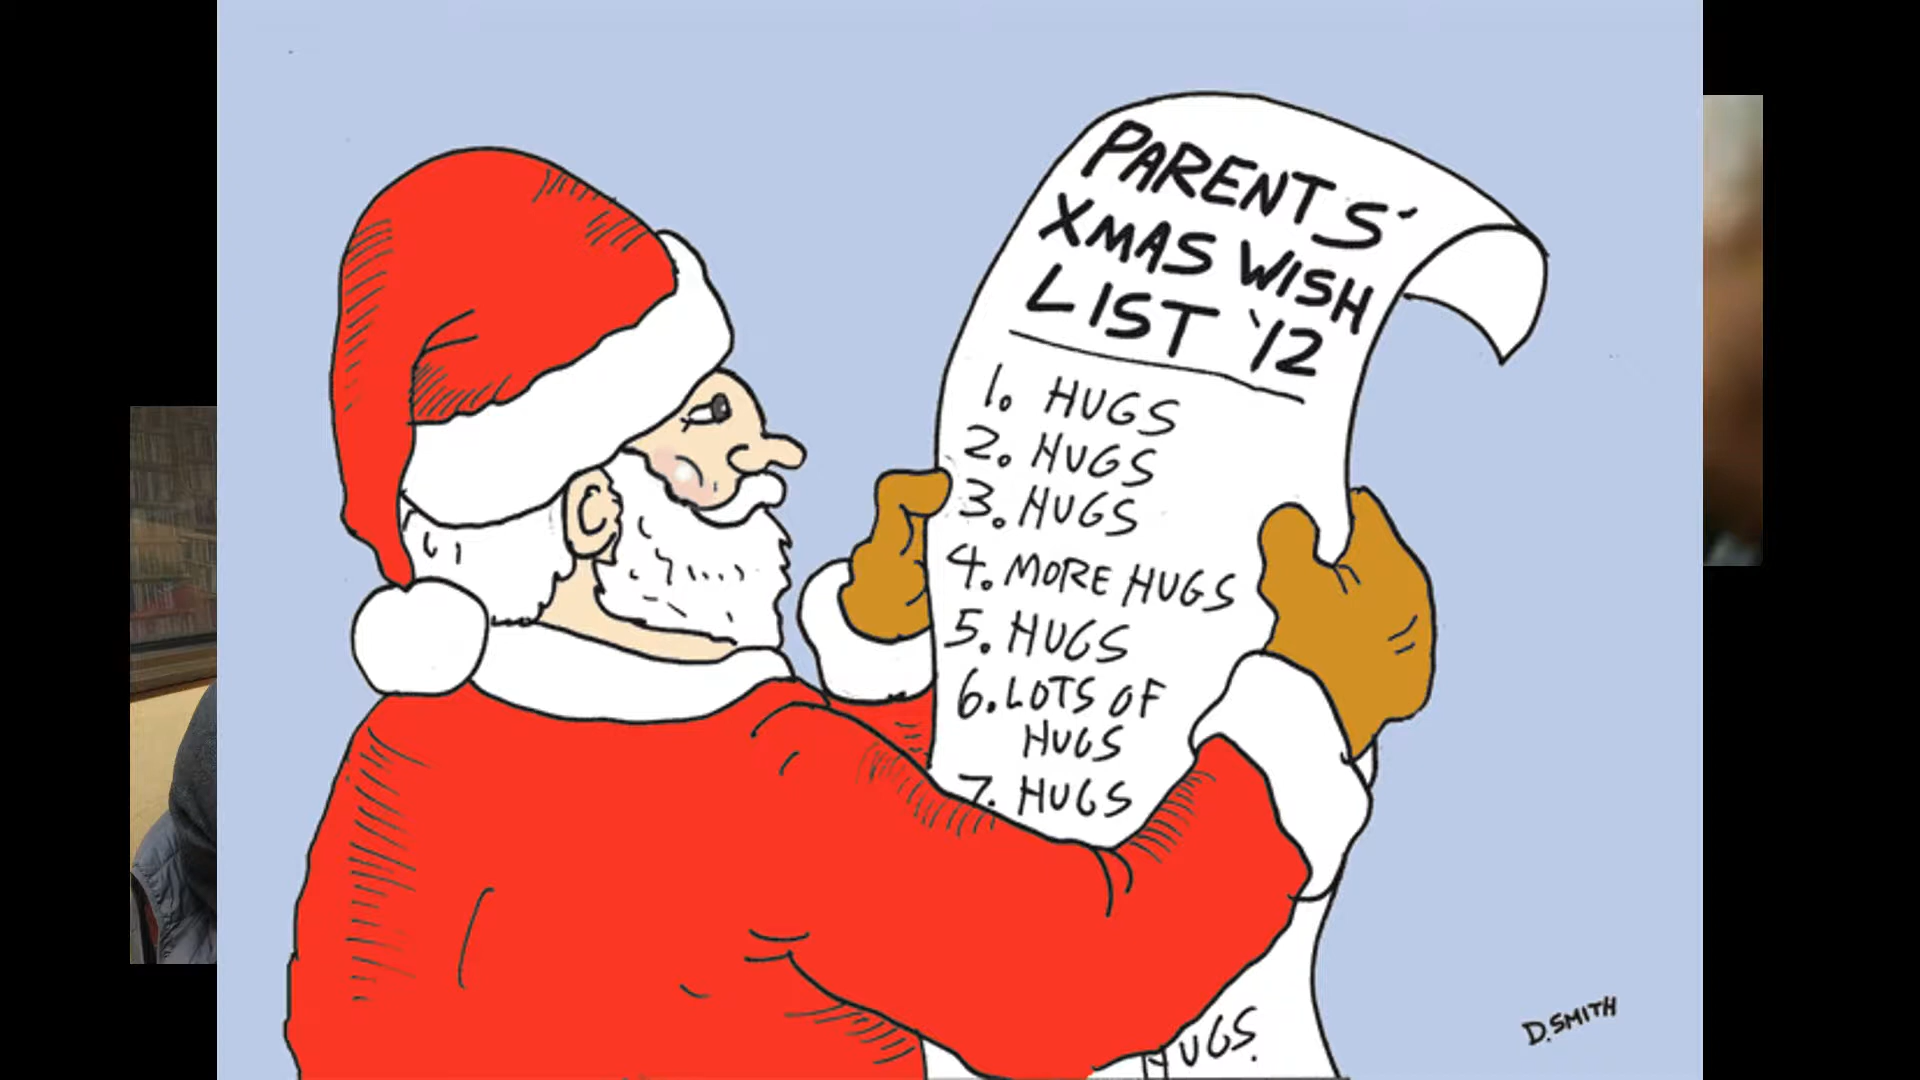 PARENTS'
XMAS WISH
LIST '12
1. HUGS
2. HUGS
3. HUGS
4. MORE HUGS
5. HUGS
6. LOTS OF
HUGS
7. HUGS
HUGS.
D. SMITH